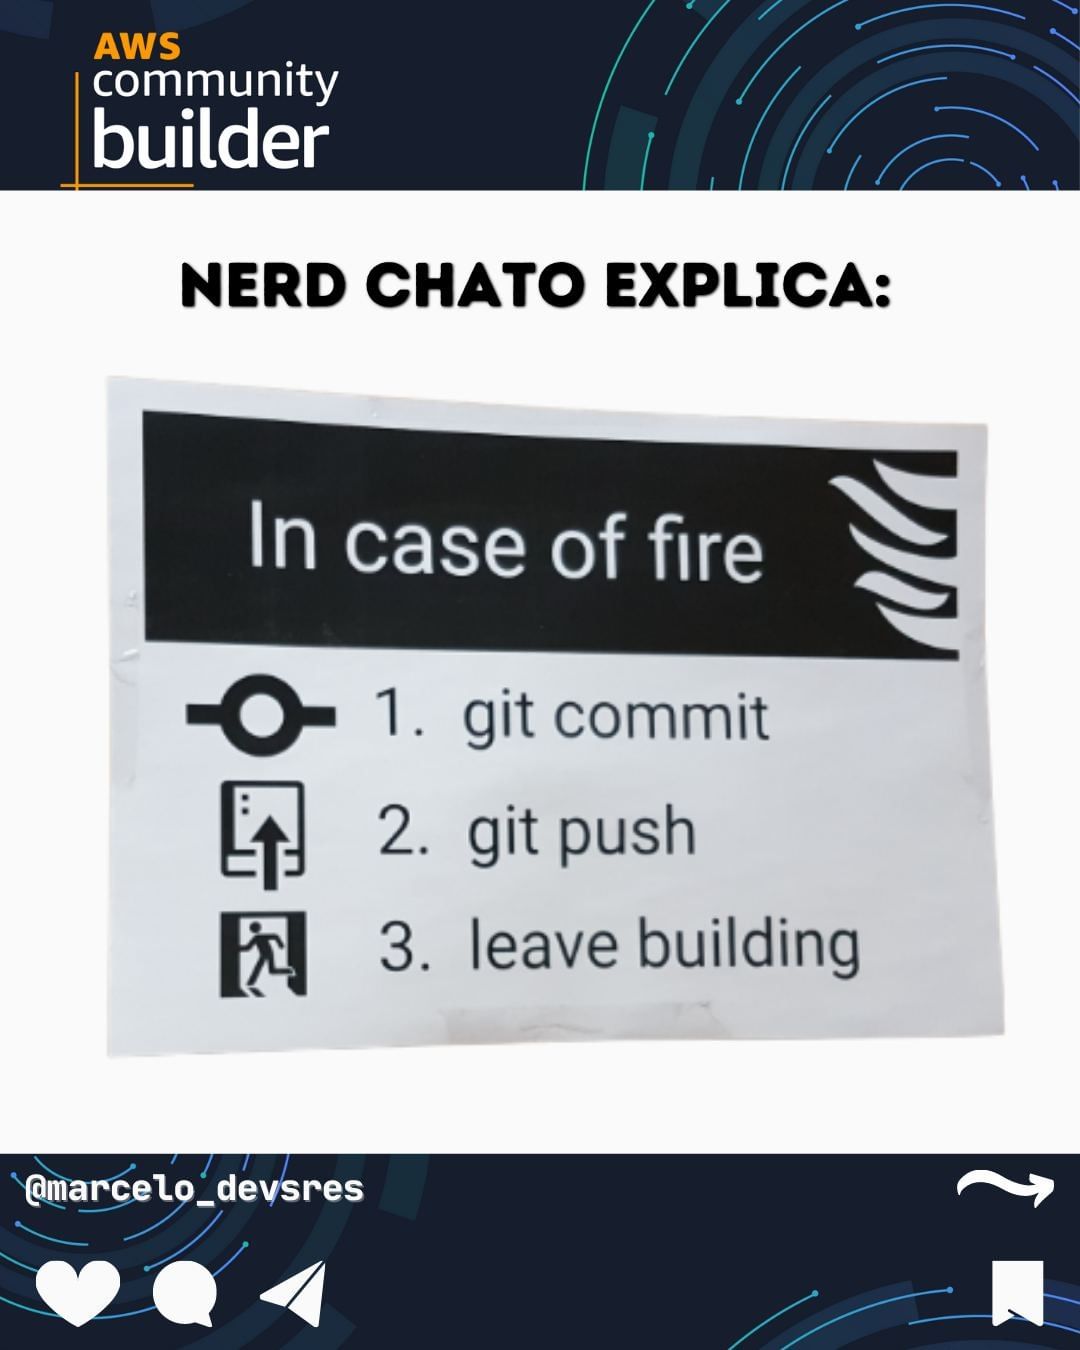 AWS
community
builder
NERD CHATO EXPLICA:
In case of fire
1. git commit
2. git push
3. leave building
@marcelo_devsres